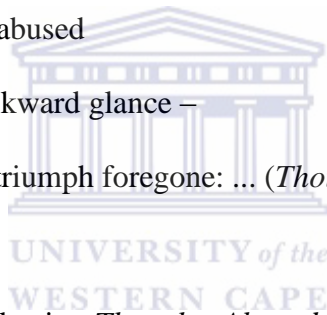 abused
kward glance –
triumph foregone: ... (Tho
UNIVERSITY of the
WESTERN CAPE